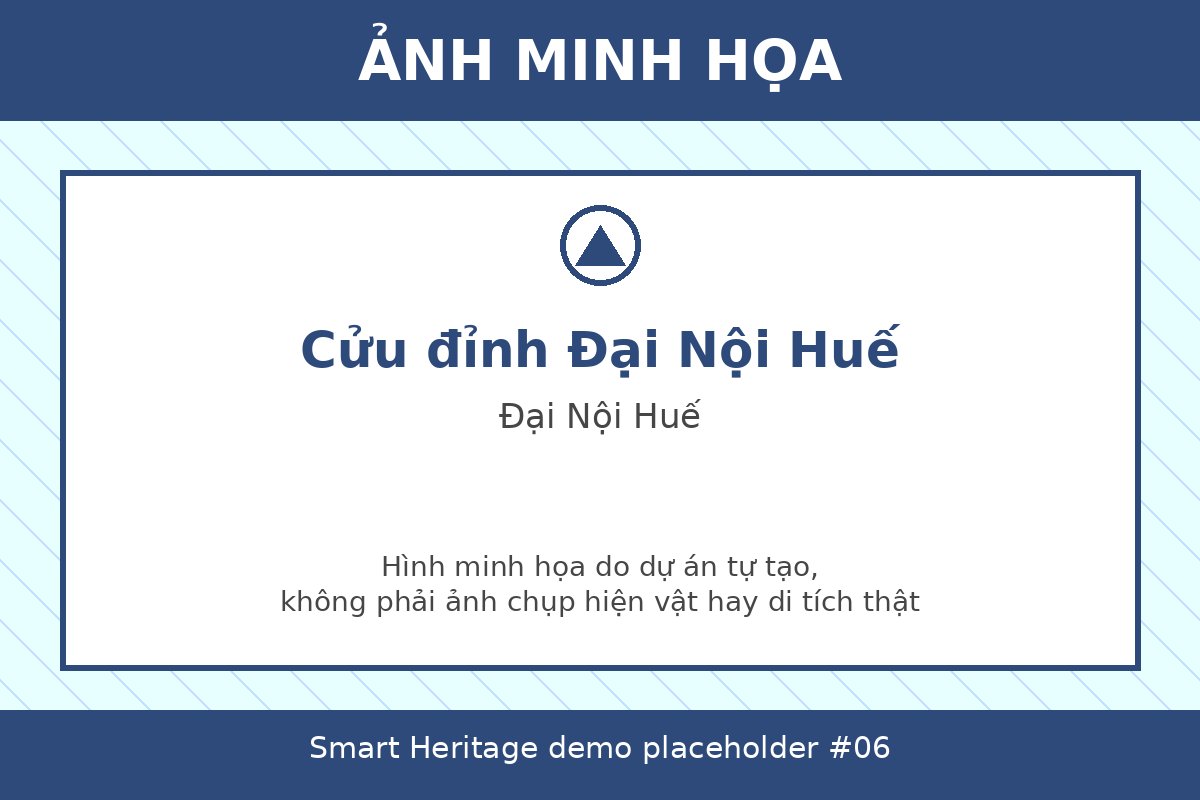 ẢNH MINH HỌA
Cửu đỉnh Đại Nội Huế
Đại Nội Huế
Hình minh họa do dự án tự tạo,
không phải ảnh chụp hiện vật hay di tích thật
Smart Heritage demo placeholder #06